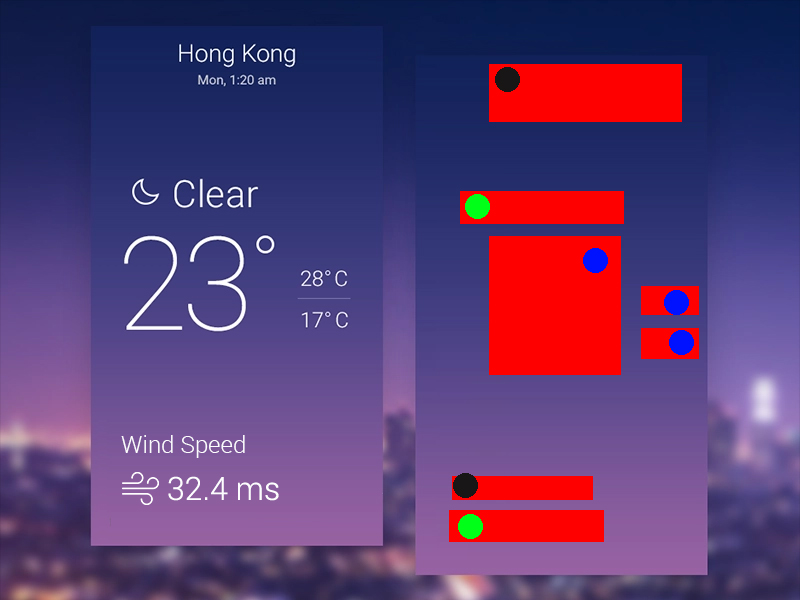 Hong Kong
Mon, 1:20 am
Clear
23°
28° C
17° C
Wind Speed
32.4 ms